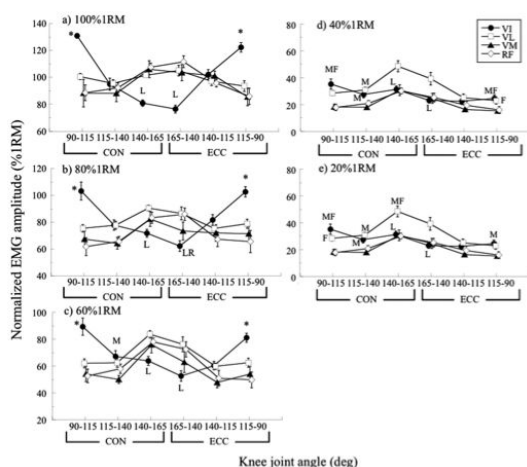 a) 100%1RM
140
120
100
80
60
*
L
L
*
90-115 115-140 140-165 165-140 140-115 115-90
CON ECC
b) 80%1RM
120
100
80
60
40
*
L
LR
*
90-115 115-140 140-165 165-140 140-115 115-90
CON ECC
c) 60%1RM
100
80
60
40
20
*
M
L
L
*
90-115 115-140 140-165 165-140 140-115 115-90
CON ECC
d) 40%1RM
80
60
40
20
0
MF
M
L
L
F
90-115 115-140 140-165 165-140 140-115 115-90
CON ECC
e) 20%1RM
80
60
40
20
0
MF
F
M
MF
L
L
M
90-115 115-140 140-165 165-140 140-115 115-90
CON ECC
VI
VL
VM
RF
Normalized EMG amplitude (%1RM)
Knee joint angle (deg)